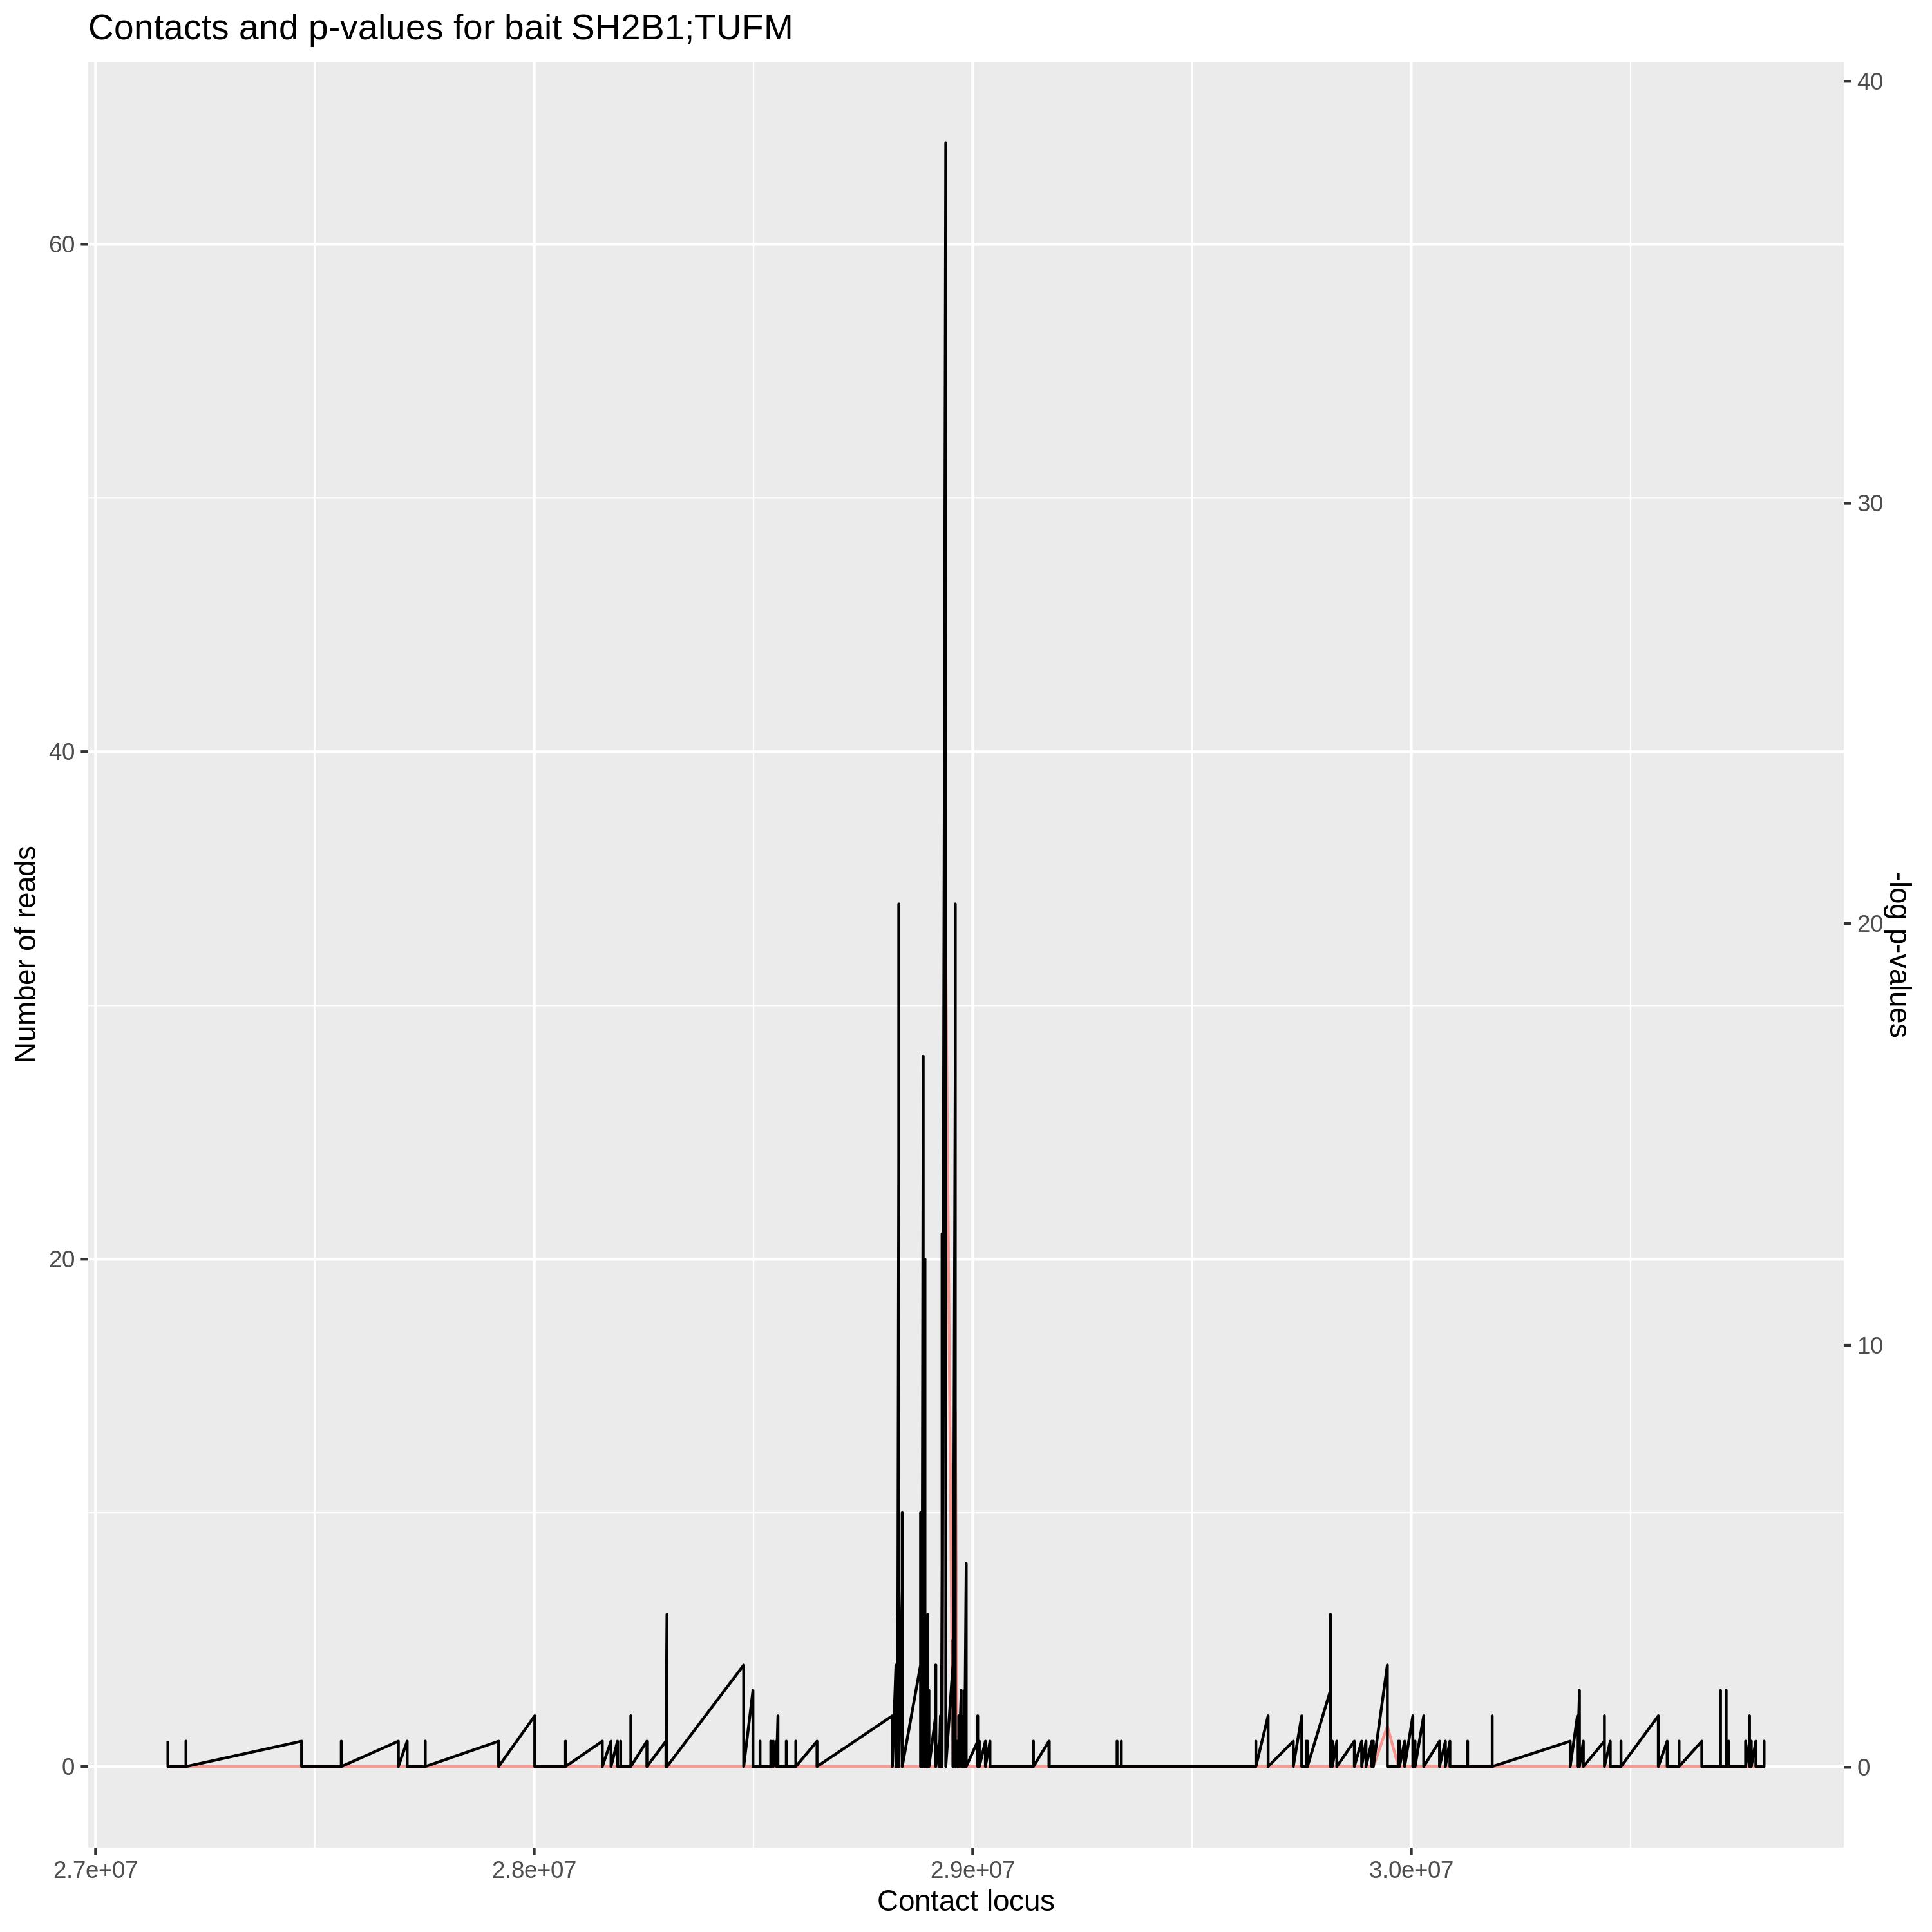 Contacts and p-values for bait SH2B1;TUFM
40
60
30
40
20
20
10
0
0
Number of reads
-log p-values
2.7e+07
2.8e+07
2.9e+07
3.0e+07
Contact locus